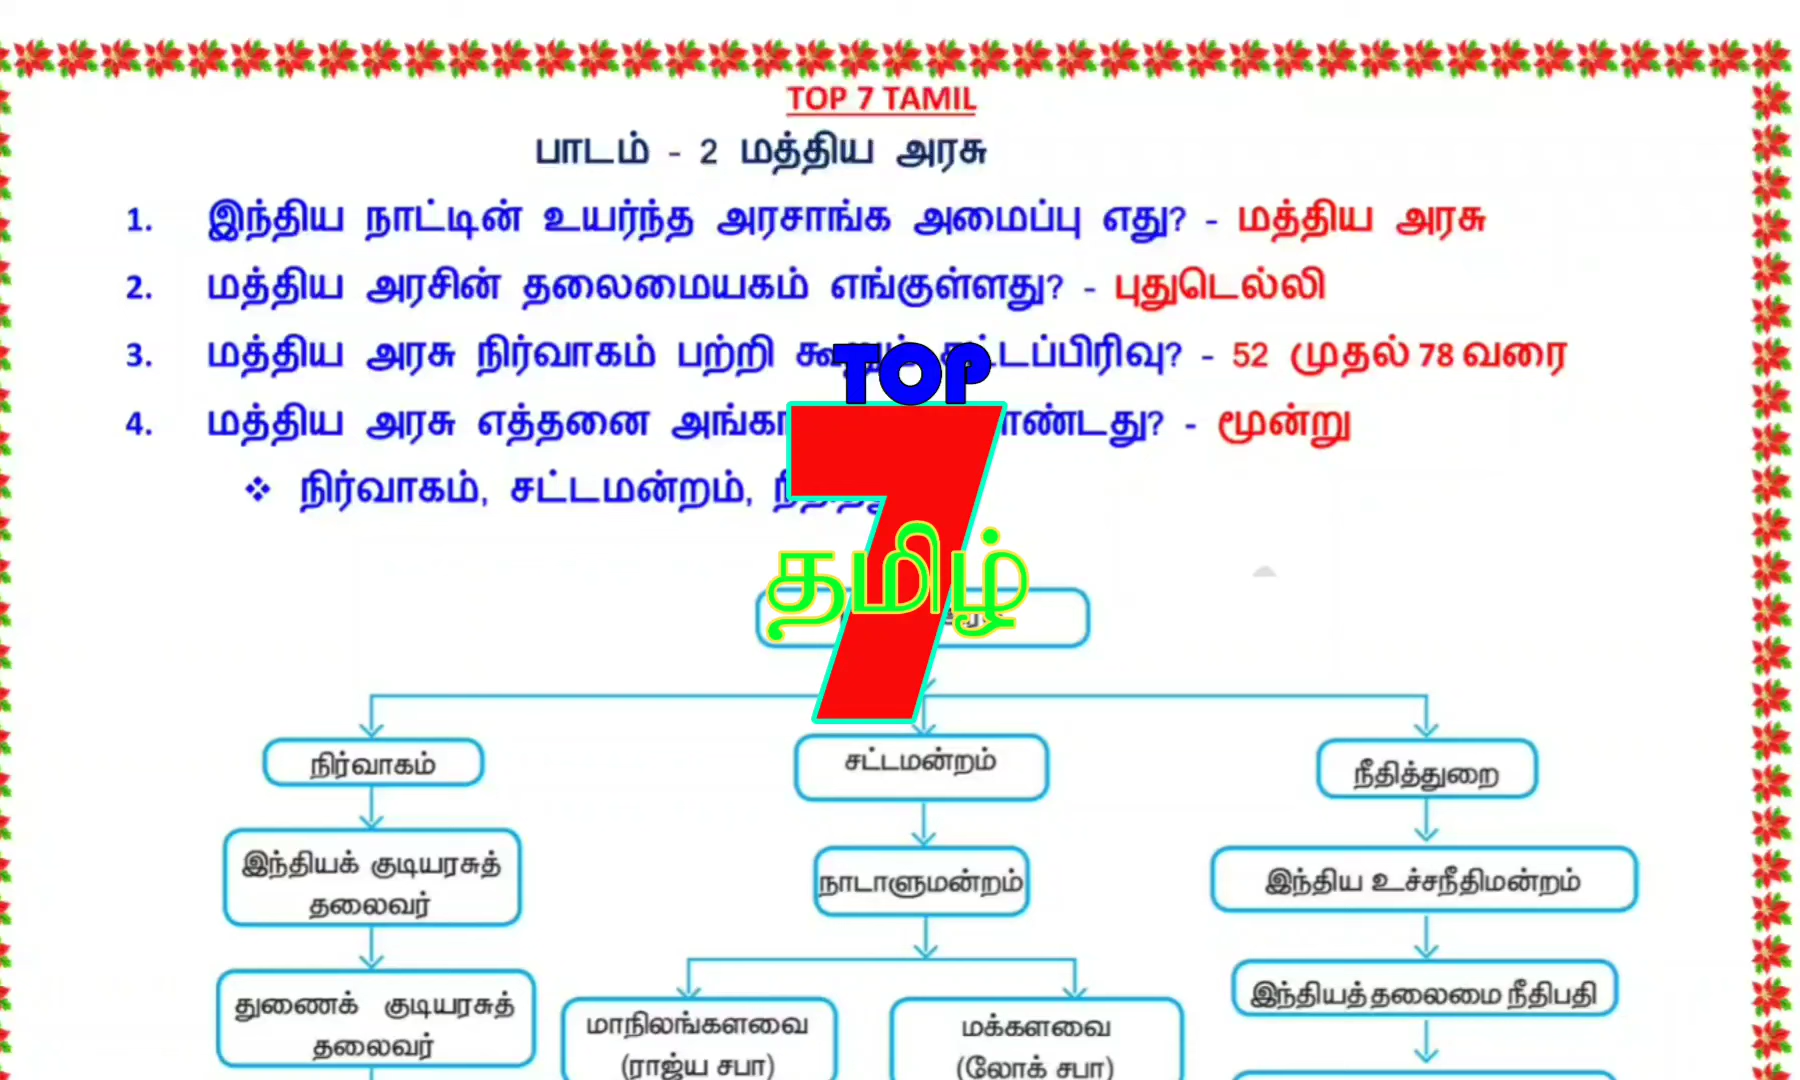 TOP 7 TAMIL
பாடம் - 2 மத்திய அரசு
1. இந்திய நாட்டின் உயர்ந்த அரசாங்க அமைப்பு எது? - மத்திய அரசு
2. மத்திய அரசின் தலைமையகம் எங்குள்ளது? - புதுடெல்லி
3. மத்திய அரசு நிர்வாகம் பற்றி சட்டப்பிரிவு? - 52 முதல் 78 வரை
4. மத்திய அரசு எத்தனை - மூன்று
❖ நிர்வாகம், சட்டமன்றம்,
TOP
7
தமிழ்
நிர்வாகம் சட்டமன்றம் நீதித்துறை
இந்தியக் குடியரசுத்
தலைவர்
நாடாளுமன்றம்
இந்திய உச்சநீதிமன்றம்
துணைக் குடியரசுத்
தலைவர்
மாநிலங்களவை
(ராஜ்ய சபா)
மக்களவை
(லோக் சபா)
இந்தியத் தலைமை நீதிபதி